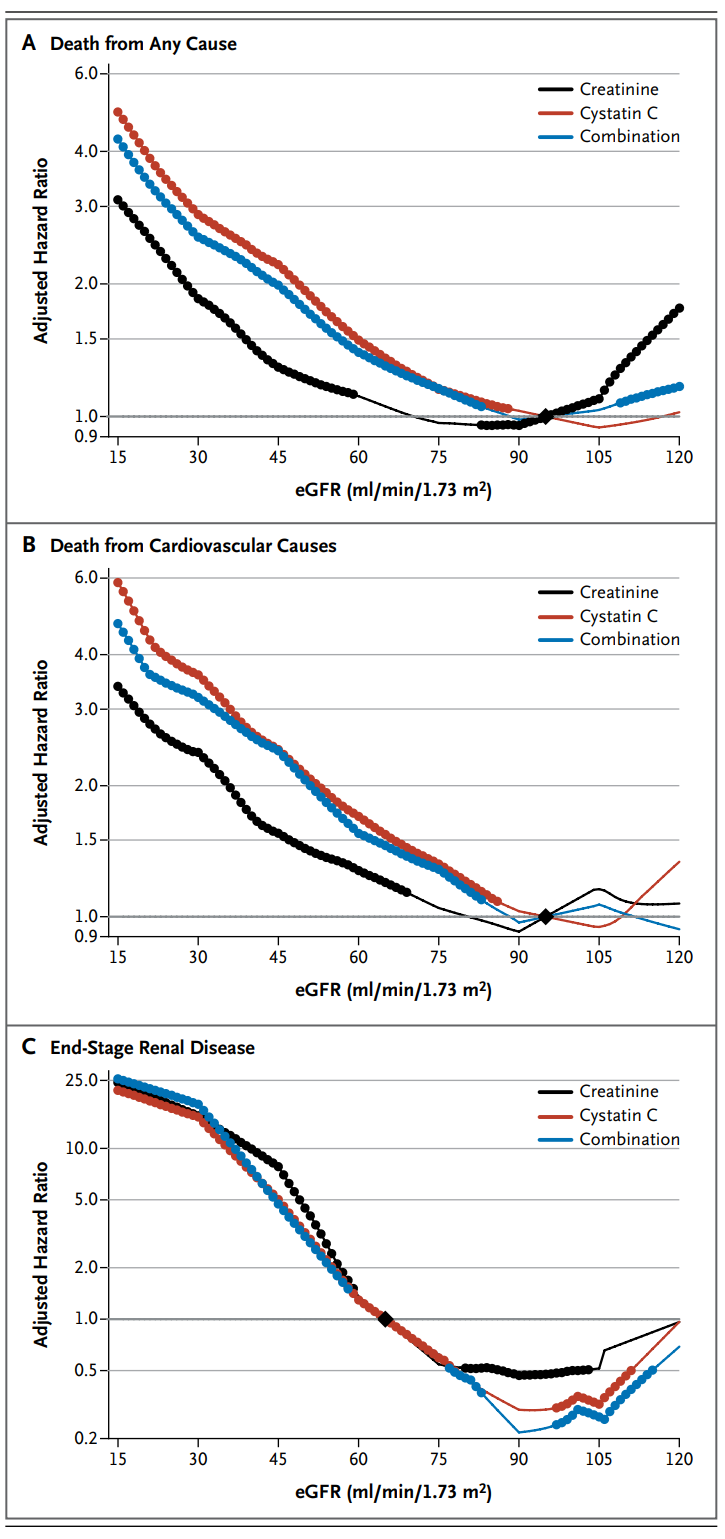 A Death from Any Cause
6.0
4.0
3.0
2.0
1.5
1.0
0.9
Adjusted Hazard Ratio
Creatinine
Cystatin C
Combination
15 30 45 60 75 90 105 120
eGFR (ml/min/1.73 m²)
B Death from Cardiovascular Causes
6.0
4.0
3.0
2.0
1.5
1.0
0.9
Adjusted Hazard Ratio
Creatinine
Cystatin C
Combination
15 30 45 60 75 90 105 120
eGFR (ml/min/1.73 m²)
C End-Stage Renal Disease
25.0
10.0
5.0
2.0
1.0
0.5
0.2
Adjusted Hazard Ratio
Creatinine
Cystatin C
Combination
15 30 45 60 75 90 105 120
eGFR (ml/min/1.73 m²)